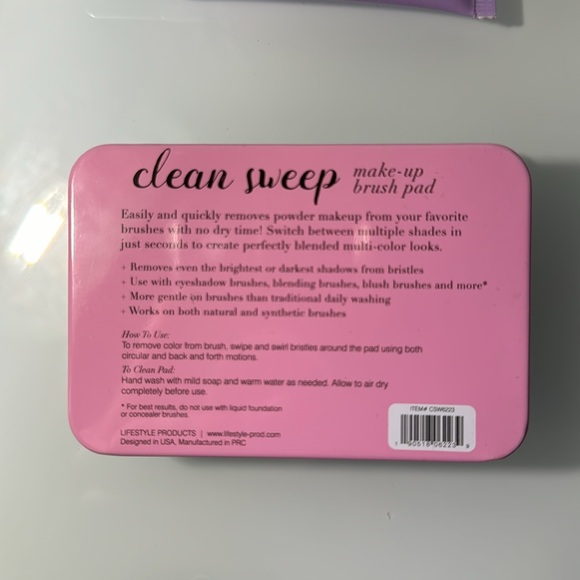 clean sweep make-up brush pad
Easily and quickly removes powder makeup from your favorite
brushes with no dry time! Switch between multiple shades in
just seconds to create perfectly blended multi-color looks.
+ Removes even the brightest or darkest shadows from bristles
+ Use with eyeshadow brushes, blending brushes, blush brushes and more*
+ More gentle on brushes than traditional daily washing
+ Works on both natural and synthetic brushes
How To Use:
To remove color from brush, swipe and swirl bristles around the pad using both
circular and back and forth motions.
To Clean Pad:
Hand wash with mild soap and warm water as needed. Allow to air dry
completely before use.
* For best results, do not use with liquid foundation
or concealer brushes.
LIFESTYLE PRODUCTS | www.lifestyle-prod.com
Designed in USA, Manufactured in PRC
ITEM# CSW6223